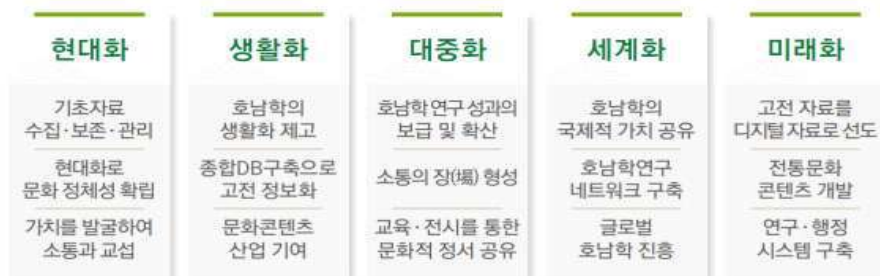 현대화
기초자료
수집·보존·관리
현대화로
문화 정체성 확립
가치를 발굴하여
소통과 교섭
생활화
호남학의
생활화 제고
종합DB구축으로
고전 정보화
문화콘텐츠
산업 기여
대중화
호남학 연구 성과의
보급 및 확산
소통의 장(場) 형성
교육·전시를 통한
문화적 정서 공유
세계화
호남학의
국제적 가치 공유
호남학연구
네트워크 구축
글로벌
호남학 진흥
미래화
고전 자료를
디지털 자료로 선도
전통문화
콘텐츠 개발
연구·행정
시스템 구축